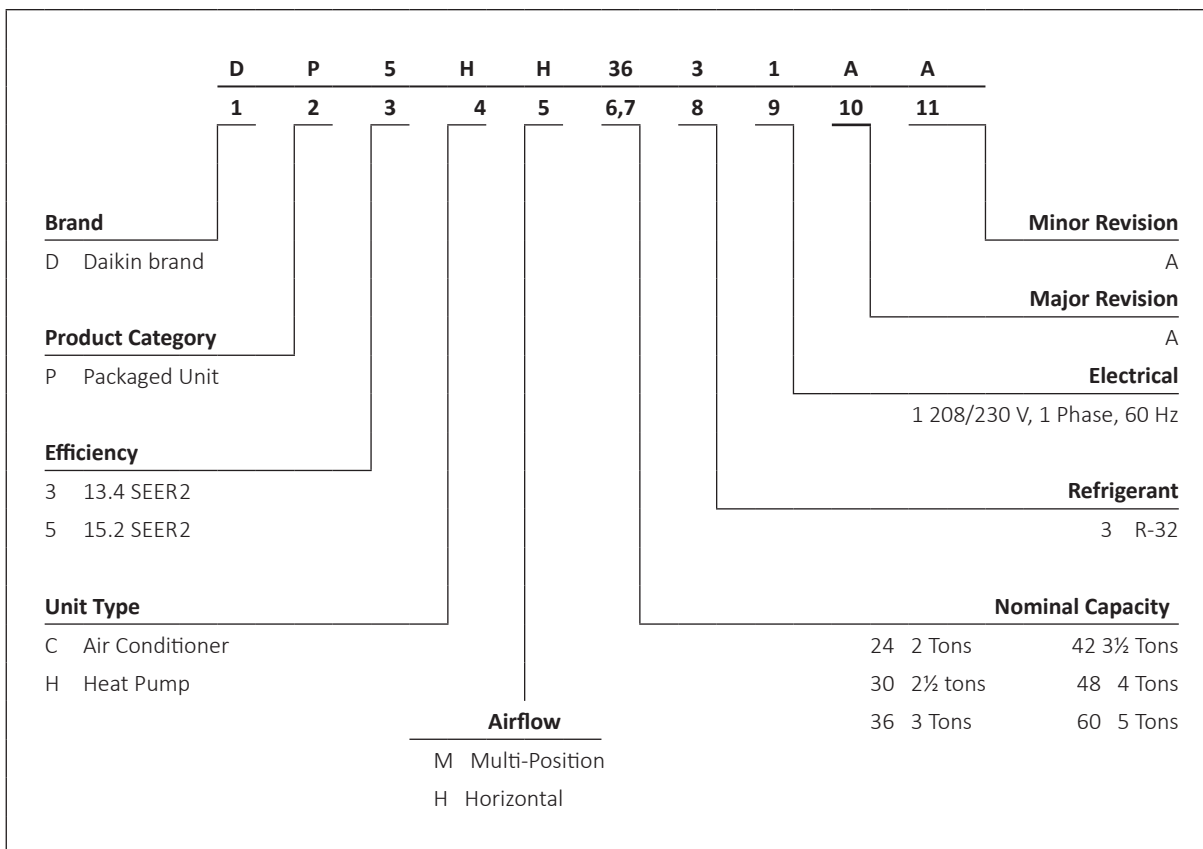 D P 5 H H 36 3 1 A A
1 2 3 4 5 6,7 8 9 10 11
Brand
D Daikin brand
Product Category
P Packaged Unit
Efficiency
3 13.4 SEER2
5 15.2 SEER2
Unit Type
C Air Conditioner
H Heat Pump
Airflow
M Multi-Position
H Horizontal
Minor Revision
A
Major Revision
A
Electrical
1 208/230 V, 1 Phase, 60 Hz
Refrigerant
3 R-32
Nominal Capacity
24 2 Tons 42 3½ Tons
30 2½ tons 48 4 Tons
36 3 Tons 60 5 Tons